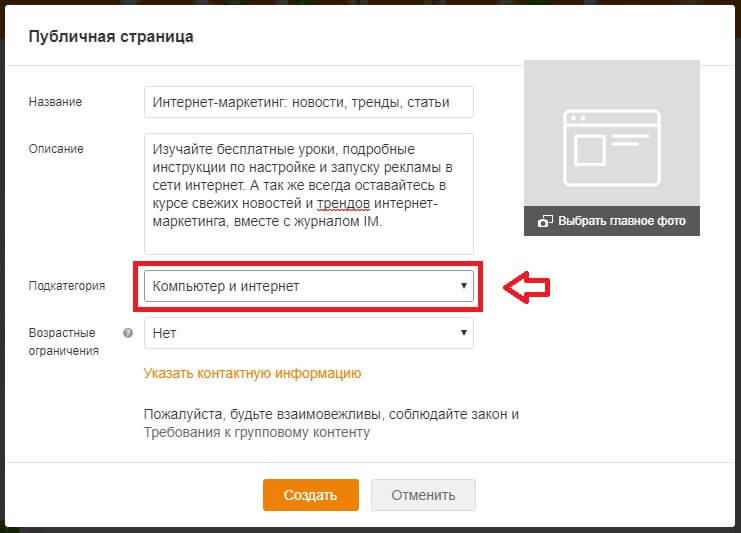 Публичная страница
Название
Интернет-маркетинг: новости, тренды, статьи
Описание
Изучайте бесплатные уроки, подробные
инструкции по настройке и запуску рекламы в
сети интернет. А так же всегда оставайтесь в
курсе свежих новостей и трендов интернет-
маркетинга, вместе с журналом IM.
Выбрать главное фото
Подкатегория
Компьютер и интернет
Возрастные
ограничения
?
Нет
Указать контактную информацию
Пожалуйста, будьте взаимовежливы, соблюдайте закон и
Требования к групповому контенту
Создать
Отменить